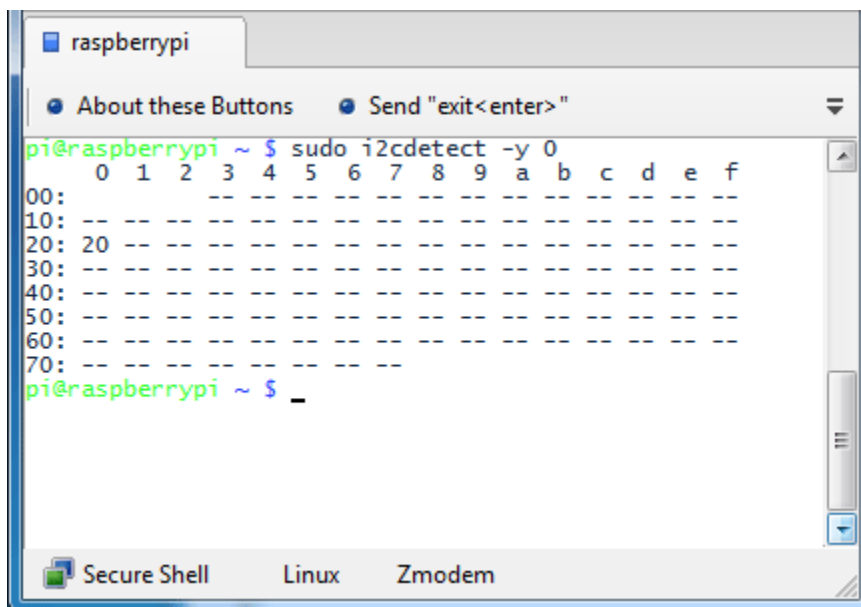 raspberrypi
About these Buttons Send "exit<enter>"
pi@raspberrypi ~ $ sudo i2cdetect -y 0
     0  1  2  3  4  5  6  7  8  9  a  b  c  d  e  f
00:          -- -- -- -- -- -- -- -- -- -- -- -- --
10: -- -- -- -- -- -- -- -- -- -- -- -- -- -- -- --
20: 20 -- -- -- -- -- -- -- -- -- -- -- -- -- -- --
30: -- -- -- -- -- -- -- -- -- -- -- -- -- -- -- --
40: -- -- -- -- -- -- -- -- -- -- -- -- -- -- -- --
50: -- -- -- -- -- -- -- -- -- -- -- -- -- -- -- --
60: -- -- -- -- -- -- -- -- -- -- -- -- -- -- -- --
70: -- -- -- -- -- -- -- --
pi@raspberrypi ~ $ _
Secure Shell Linux Zmodem